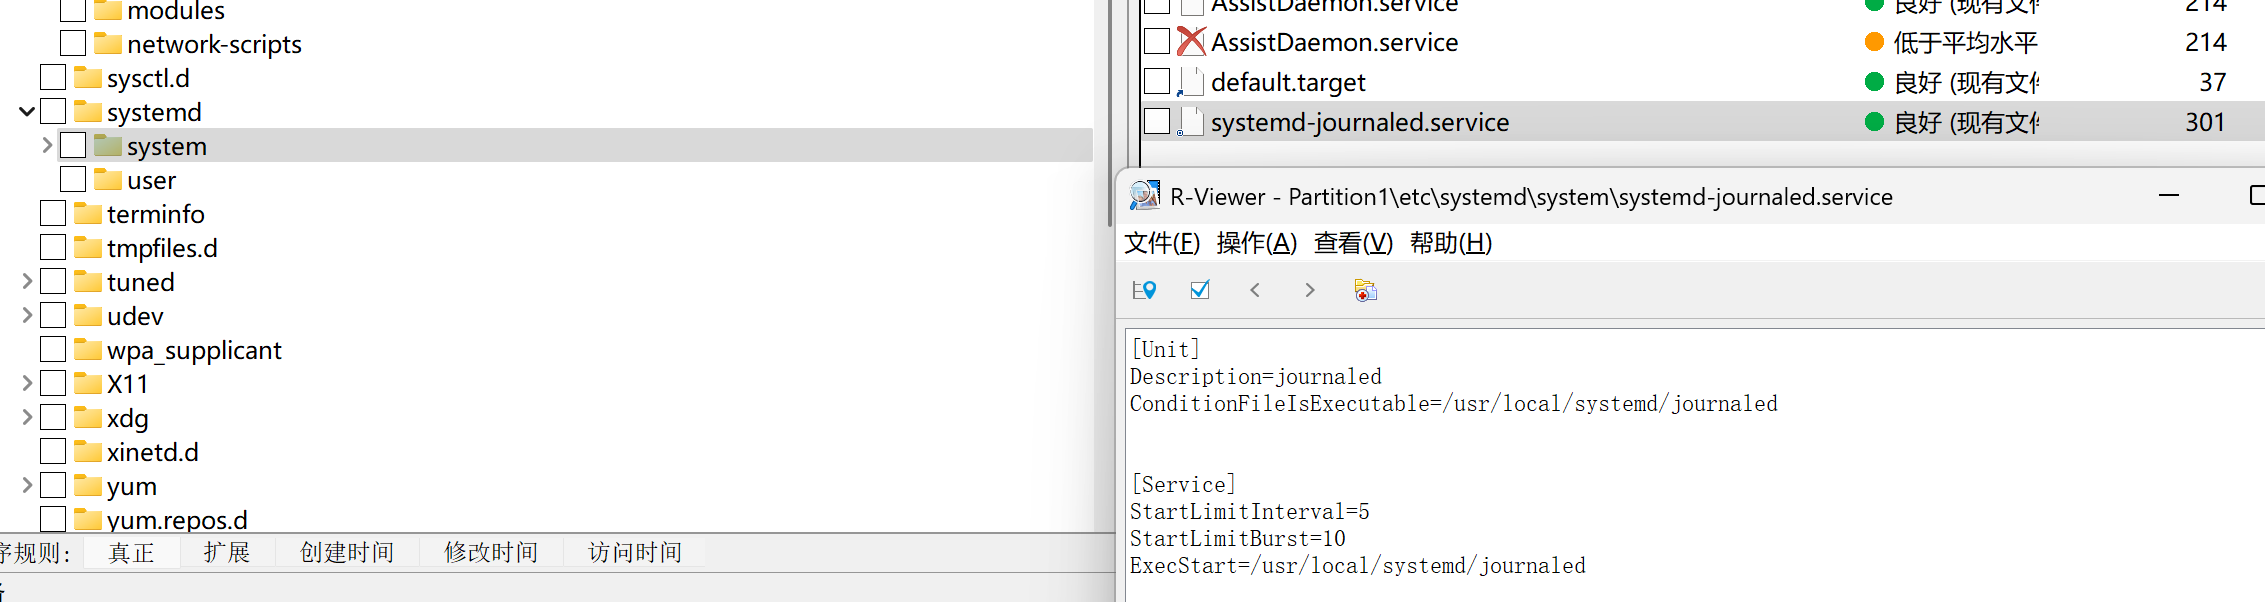 modules
network-scripts
sysctl.d
systemd
system
user
terminfo
tmpfiles.d
tuned
udev
wpa_supplicant
X11
xdg
xinetd.d
yum
yum.repos.d
序规则: 真正 扩展 创建时间 修改时间 访问时间
AssistDaemon.service 良好 (现有文件 214
AssistDaemon.service 低于平均水平 214
default.target 良好 (现有文件 37
systemd-journaled.service 良好 (现有文件 301
R-Viewer - Partition1\etc\systemd\system\systemd-journaled.service
文件(F) 操作(A) 查看(V) 帮助(H)
[Unit]
Description=journaled
ConditionFileIsExecutable=/usr/local/systemd/journaled
[Service]
StartLimitInterval=5
StartLimitBurst=10
ExecStart=/usr/local/systemd/journaled